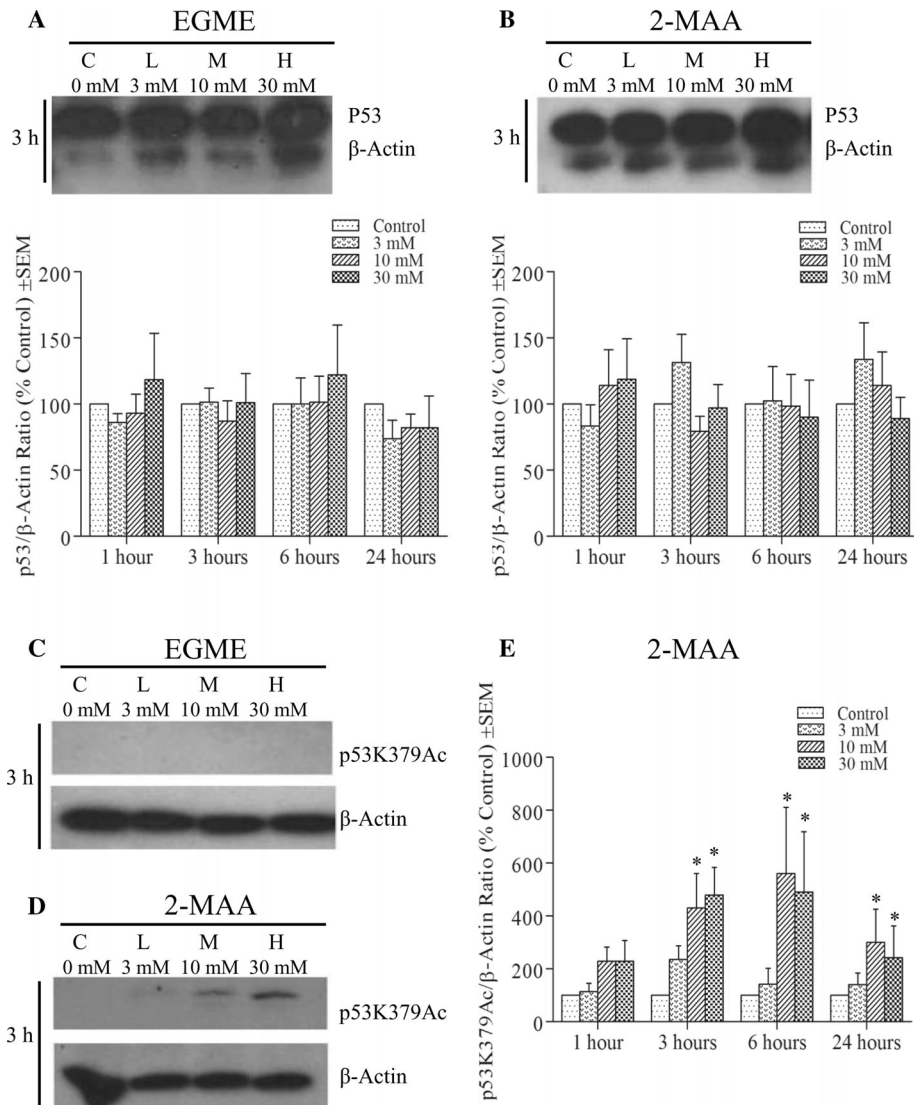 A
EGME
C L M H
0 mM 3 mM 10 mM 30 mM
3 h
P53
β-Actin
Control
3 mM
10 mM
30 mM
p53/β-Actin Ratio (% Control) ±SEM
200
150
100
50
0
1 hour 3 hours 6 hours 24 hours
B
2-MAA
C L M H
0 mM 3 mM 10 mM 30 mM
3 h
P53
β-Actin
Control
3 mM
10 mM
30 mM
p53/β-Actin Ratio (% Control) ±SEM
200
150
100
50
0
1 hour 3 hours 6 hours 24 hours
C
EGME
C L M H
0 mM 3 mM 10 mM 30 mM
3 h
p53K379Ac
β-Actin
D
2-MAA
C L M H
0 mM 3 mM 10 mM 30 mM
3 h
p53K379Ac
β-Actin
E
2-MAA
Control
3 mM
10 mM
30 mM
p53K379Ac/β-Actin Ratio (% Control) ±SEM
1000
800
600
400
200
0
* * * * * *
1 hour 3 hours 6 hours 24 hours